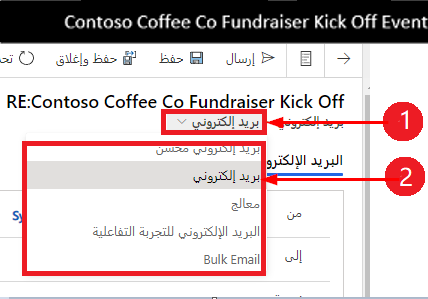 Contoso Coffee Co Fundraiser Kick Off Event
إرسال
حفظ
حفظ وإغلاق
RE:Contoso Coffee Co Fundraiser Kick Off
بريد إلكتروني
بريد إلكتروني
1
بريد إلكتروني محسن
بريد إلكتروني
2
البريد الإلكترو
معالج
من
Sy
البريد الإلكتروني للتجربة التفاعلية
Bulk Email
إلى